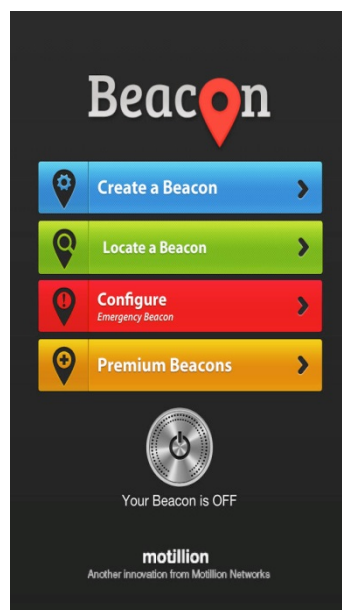 Beacon
Create a Beacon
Locate a Beacon
Configure
Emergency Beacon
Premium Beacons
Your Beacon is OFF
motillion
Another innovation from Motillion Networks